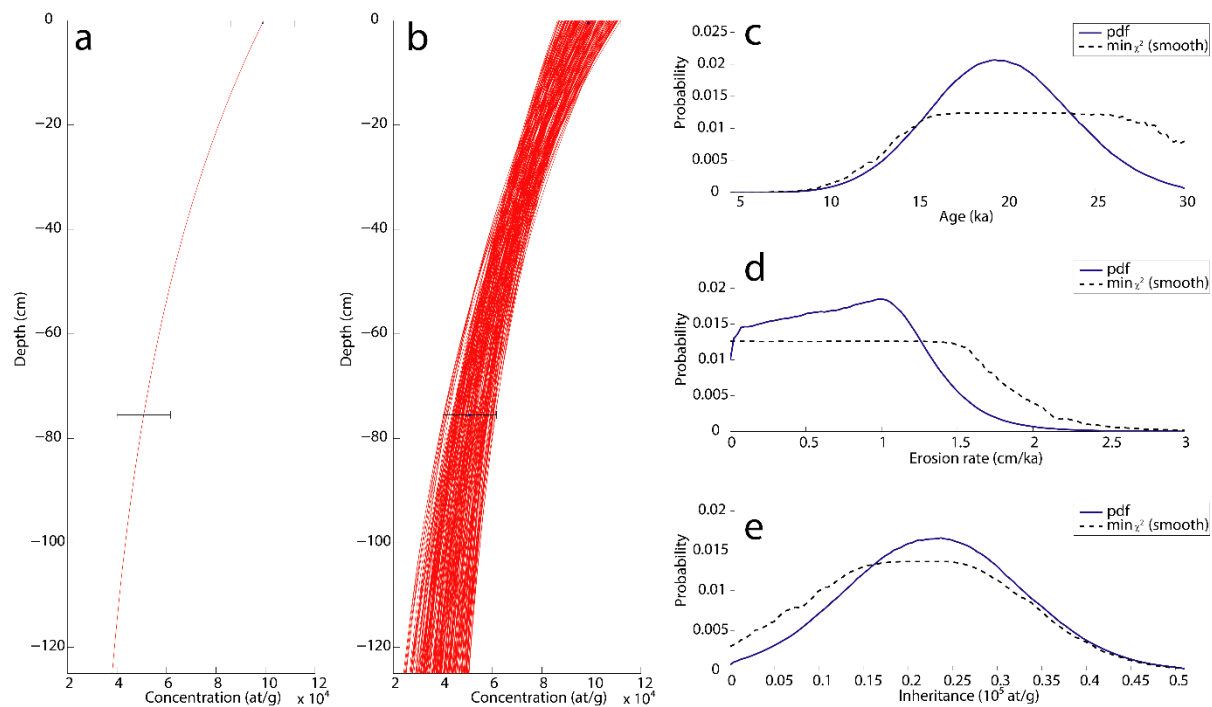 a
0
−20
−40
−60
−80
−100
−120
Depth (cm)
2 4 6 8 10 12
Concentration (at/g) x 10⁴
b
0
−20
−40
−60
−80
−100
−120
Depth (cm)
2 4 6 8 10 12
Concentration (at/g) x 10⁴
c
pdf
min χ² (smooth)
Probability
0.025
0.02
0.015
0.01
0.005
0
5 10 15 20 25 30
Age (ka)
d
pdf
min χ² (smooth)
Probability
0.02
0.015
0.01
0.005
0
0 0.5 1 1.5 2 2.5 3
Erosion rate (cm/ka)
e
pdf
min χ² (smooth)
Probability
0.02
0.015
0.01
0.005
0
0 0.05 0.1 0.15 0.2 0.25 0.3 0.35 0.4 0.45 0.5
Inheritance (10⁵ at/g)